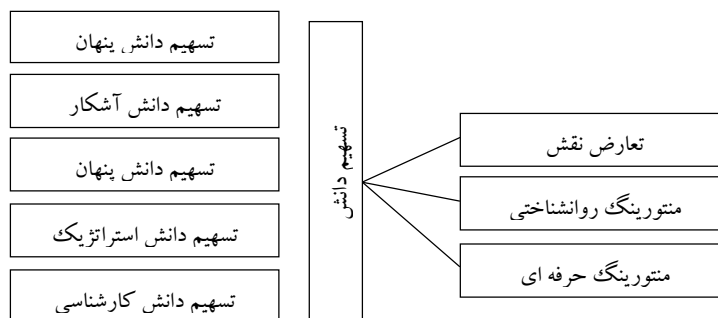 تعارض نقش
منتورینگ روانشناختی
منتورینگ حرفه ای
تسهیم دانش
تسهیم دانش پنهان
تسهیم دانش آشکار
تسهیم دانش پنهان
تسهیم دانش استراتژیک
تسهیم دانش کارشناسی